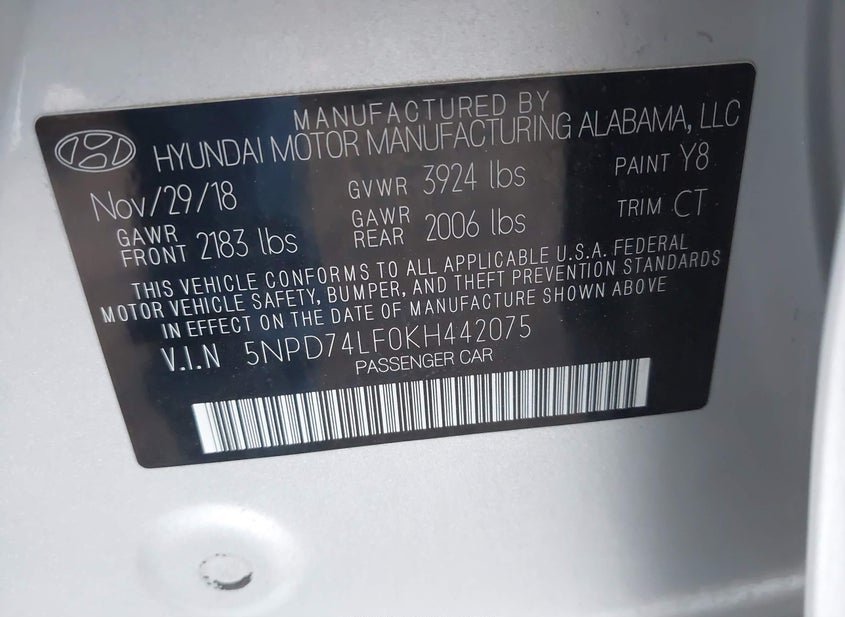 MANUFACTURED BY
HYUNDAI MOTOR MANUFACTURING ALABAMA, LLC
Nov/29/18 GVWR 3924 lbs PAINT Y8
GAWR FRONT 2183 lbs GAWR REAR 2006 lbs TRIM CT
THIS VEHICLE CONFORMS TO ALL APPLICABLE U.S.A. FEDERAL
MOTOR VEHICLE SAFETY, BUMPER, AND THEFT PREVENTION STANDARDS
IN EFFECT ON THE DATE OF MANUFACTURE SHOWN ABOVE
V.I.N 5NPD74LF0KH442075
PASSENGER CAR